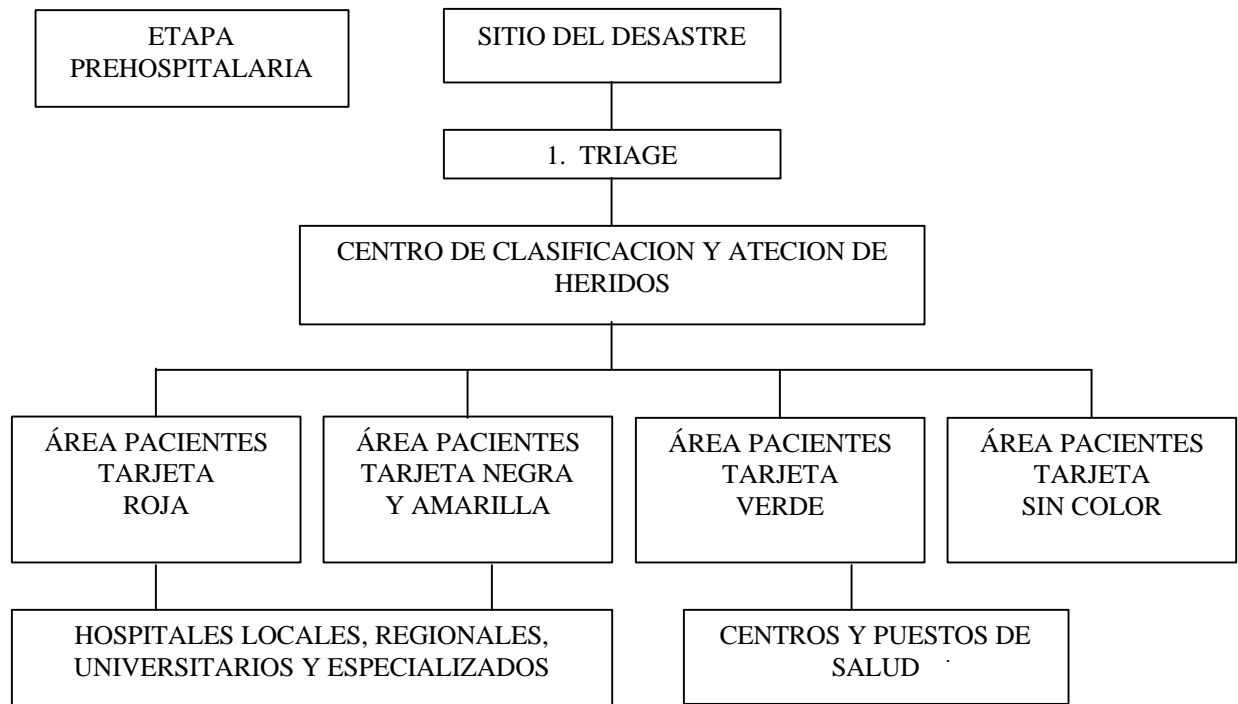 ETAPA
PREHOSPITALARIA
SITIO DEL DESASTRE
1. TRIAGE
CENTRO DE CLASIFICACION Y ATECION DE
HERIDOS
ÁREA PACIENTES
TARJETA
ROJA
ÁREA PACIENTES
TARJETA NEGRA
Y AMARILLA
ÁREA PACIENTES
TARJETA
VERDE
ÁREA PACIENTES
TARJETA
SIN COLOR
HOSPITALES LOCALES, REGIONALES,
UNIVERSITARIOS Y ESPECIALIZADOS
CENTROS Y PUESTOS DE
SALUD